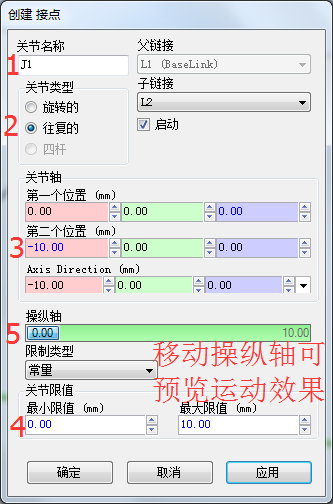 创建 接点
关节名称
父链接
1
J1
L1 (BaseLink)
关节类型
子链接
旋转的
L2
2
往复的
启动
四杆
关节轴
第一个位置 (mm)
0.00 0.00 0.00
第二个位置 (mm)
3
-10.00 0.00 0.00
Axis Direction (mm)
-10.00 0.00 0.00
操纵轴
5
0.00 10.00
限制类型
常量
移动操纵轴可
预览运动效果
关节限值
最小限值 (mm) 最大限值 (mm)
4
0.00 10.00
确定 取消 应用